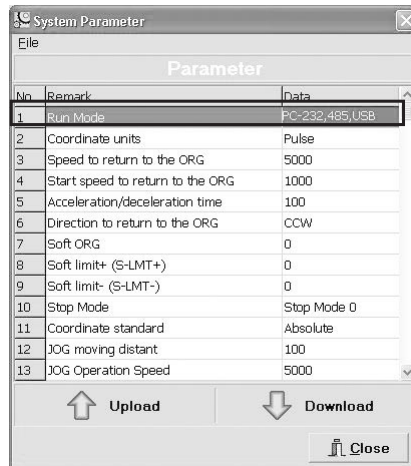 System Parameter
File
Parameter
No. Remark Data
1 Run Mode PC-232,485,USB
2 Coordinate units Pulse
3 Speed to return to the ORG 5000
4 Start speed to return to the ORG 1000
5 Acceleration/deceleration time 100
6 Direction to return to the ORG CCW
7 Soft ORG 0
8 Soft limit+ (S-LMT+) 0
9 Soft limit- (S-LMT-) 0
10 Stop Mode Stop Mode 0
11 Coordinate standard Absolute
12 JOG moving distant 100
13 JOG Operation Speed 5000
Upload Download
Close